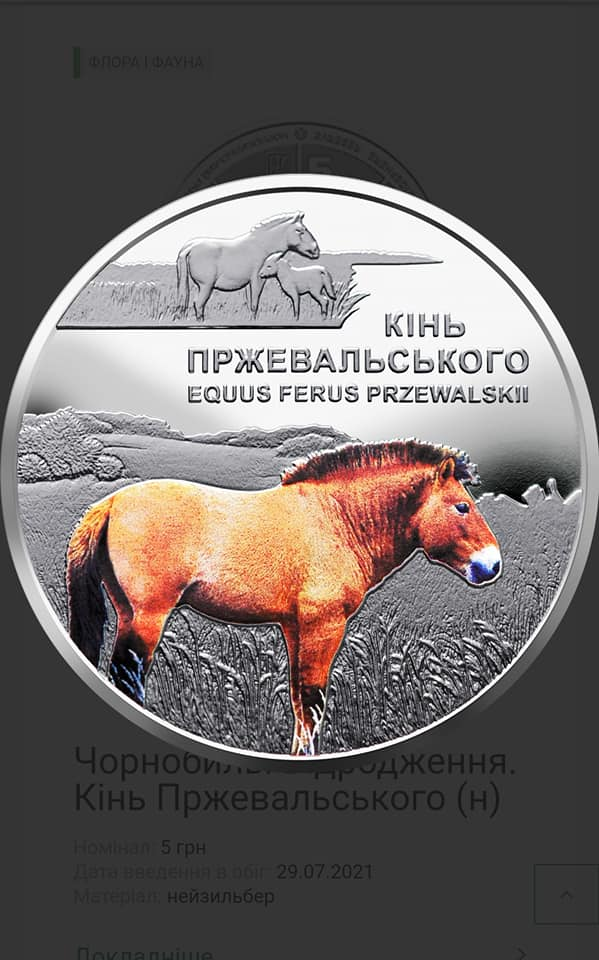 ФЛОРА І ФАУНА
КІНЬ
ПРЖЕВАЛЬСЬКОГО
EQUUS FERUS PRZEWALSKII
Кінь Пржевальського (н)
Номінал: 5 грн
Дата введення в обіг: 29.07.2021
Матеріал: нейзильбер
Докладніше